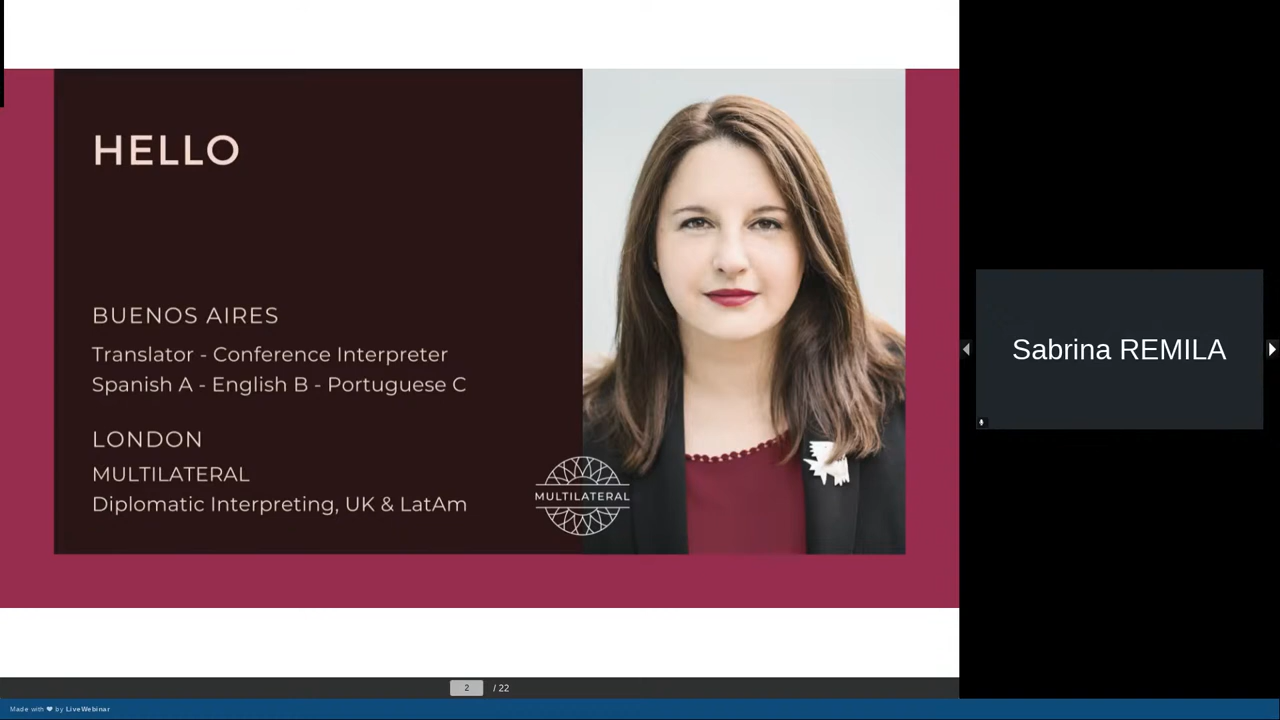 HELLO
BUENOS AIRES
Translator - Conference Interpreter
Spanish A - English B - Portuguese C
LONDON
MULTILATERAL
Diplomatic Interpreting, UK & LatAm
MULTILATERAL
Sabrina REMILA
2 / 22
Made with ❤ by LiveWebinar